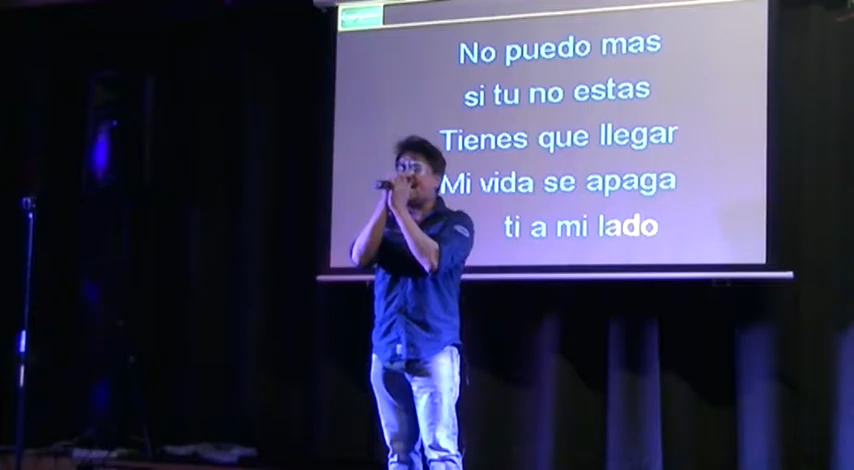 No puedo mas
si tu no estas
Tienes que llegar
Mi vida se apaga
ti a mi lado